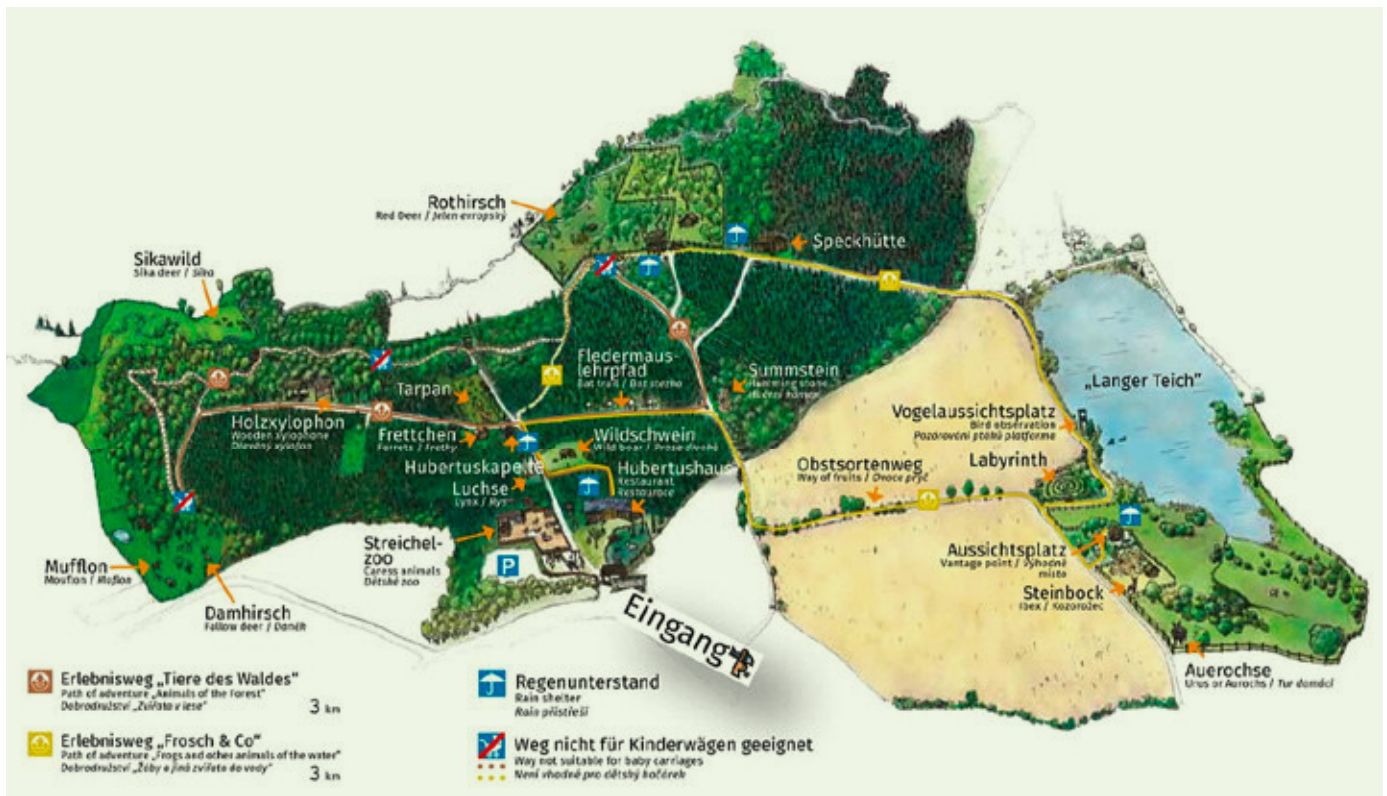 Rothirsch
Red Deer / Jelen evropský
Speckhütte
Sikawild
Sika deer / Sika
Fledermaus-
lehrpfad
Bat trail / Bat stezka
Summstein
Humming stone
„Langer Teich“
Tarpan
Holzxylophon
Wooden xylophone
Dřevěný xylofon
Frettchen
Ferrets / Fretky
Wildschwein
Wild boar / Prase divoké
Vogelaussichtsplatz
Bird observation
Pozorování ptáků platforma
Hubertuskapelle
Hubertushaus
Restaurant
Restaurace
Obstsortenweg
Way of fruits / Ovoce pryč
Labyrinth
Luchse
Lynx / Rys
Streichel-
zoo
Caress animals
Dětské zoo
P
Aussichtsplatz
Vantage point / Výhodné
místo
Mufflon
Mouflon / Muflon
Steinbock
Ibex / Kozorožec
Damhirsch
Fallow deer / Daněk
Eingang
Auerochse
Urus or Aurochs / Tur domácí
Erlebnisweg „Tiere des Waldes“
Path of adventure „Animals of the Forest“
Dobrodružství „Zvířata v lese“
3 km
Regenunterstand
Rain shelter
Rain přístřeší
Erlebnisweg „Frosch & Co“
Path of adventure „Frogs and other animals of the water“
Dobrodružství „Žáby a jiná zvířata do vody“
3 km
Weg nicht für Kinderwägen geeignet
Way not suitable for baby carriages
Není vhodné pro dětský kočárek